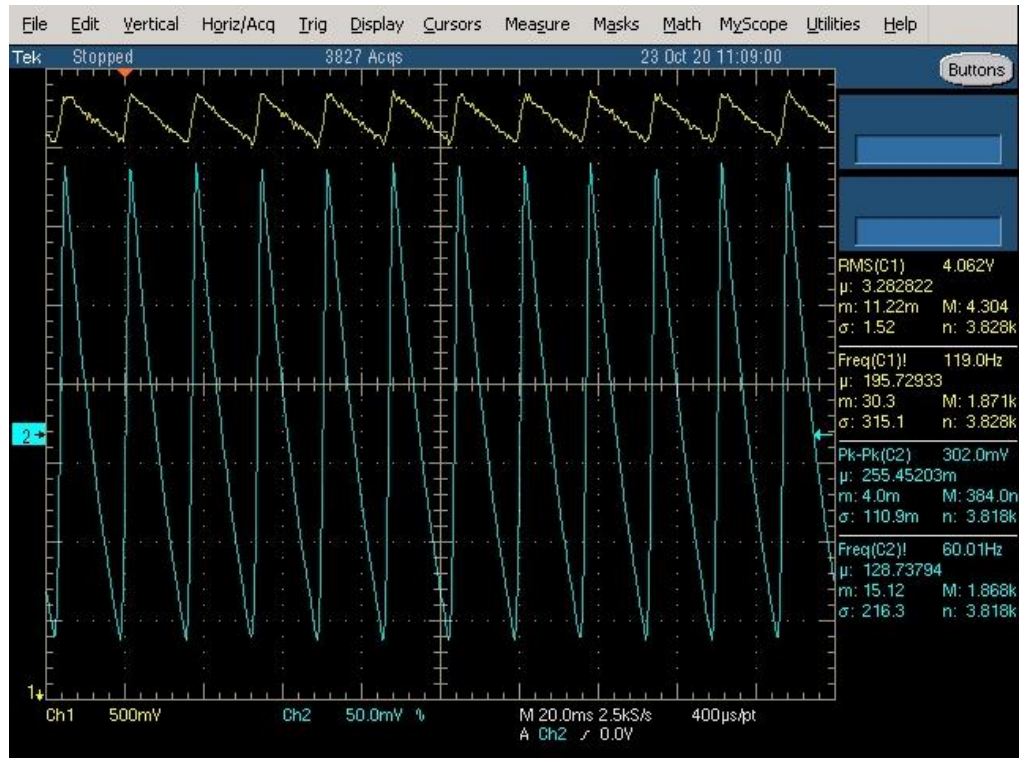 File Edit Vertical Horiz/Acq Trig Display Cursors Measure Masks Math MyScope Utilities Help
Tek Stopped 3827 Acqs 23 Oct 20 11:09:00
Buttons
RMS(C1) 4.062V
µ: 3.282822
m: 11.22m M: 4.304
σ: 1.52 n: 3.828k
Freq(C1)! 119.0Hz
µ: 195.72933
m: 30.3 M: 1.871k
σ: 315.1 n: 3.828k
2
Pk-Pk(C2) 302.0mV
µ: 255.45203m
m: 4.0m M: 384.0n
σ: 110.9m n: 3.818k
Freq(C2)! 60.01Hz
µ: 128.73794
m: 15.12 M: 1.868k
σ: 216.3 n: 3.818k
1
Ch1 500mV Ch2 50.0mV M 20.0ms 2.5kS/s 400µs/pt
A Ch2 0.0V